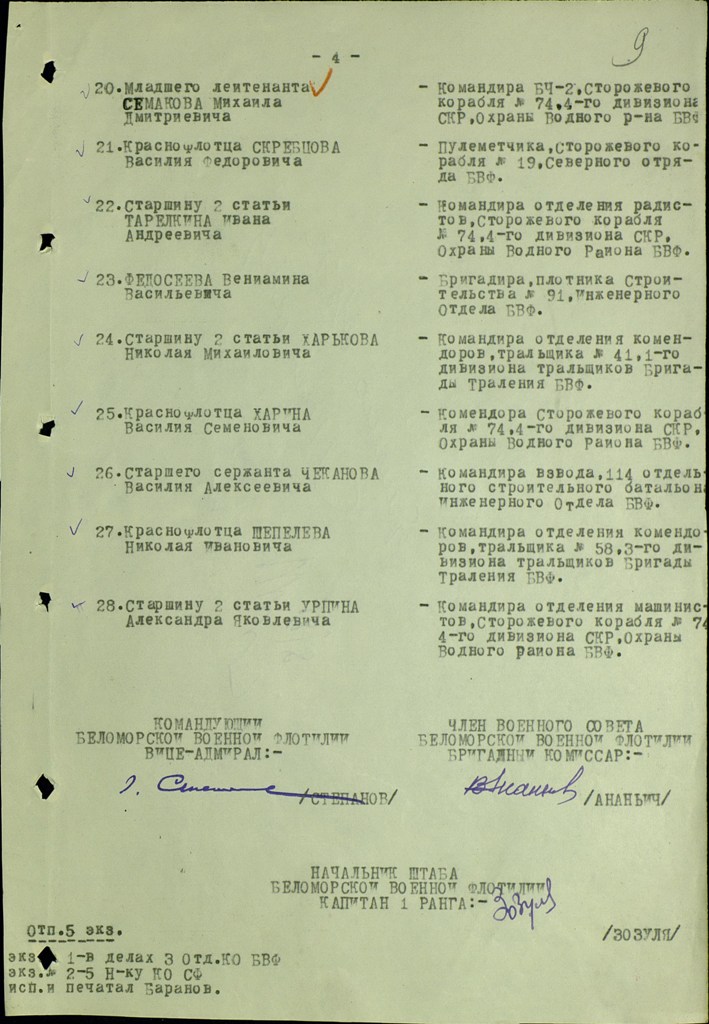 - 4 -
9
20.Младшего лейтенанта
СЕМАКОВА Михаила
Дмитриевича
- Командира БЧ-2,Сторожевого
корабля № 74,4-го дивизиона
СКР,Охраны Водного р-на БВФ
21.Краснофлотца СКРЕБЦОВА
Василия Федоровича
- Пулеметчика,Сторожевого ко-
рабля № 19,Северного отря-
да БВФ.
22.Старшину 2 статьи
ТАРЕЛКИНА Ивана
Андреевича
- Командира отделения радис-
тов,Сторожевого корабля
№ 74,4-го дивизиона СКР,
Охраны Водного Района БВФ.
23.ФЕДОСЕЕВА Вениамина
Васильевича
- Бригадира,плотника Строи-
тельства № 91,Инженерного
Отдела БВФ.
24.Старшину 2 статьи ХАРЬКОВА
Николая Михайловича
- Командира отделения комен-
доров,тральщика № 41,1-го
дивизиона тральщиков Брига-
ды Траления БВФ.
25.Краснофлотца ХАРИНА
Василия Семеновича
- Комендора Сторожевого кораб
ля № 74,4-го дивизиона СКР,
Охраны Водного Района БВФ.
26.Старшего сержанта ЧЕКАНОВА
Василия Алексеевича
- Командира взвода,114 отдель
ного строительного батальона
Инженерного Отдела БВФ.
27.Краснофлотца ШЕПЕЛЕВА
Николая Ивановича
- Командира отделения комендо
ров,тральщика № 58,3-го ди-
визиона тральщиков Бригады
Траления БВФ.
28.Старшину 2 статьи УРПИНА
Александра Яковлевича
- Командира отделения машинис-
тов,Сторожевого корабля № 74
4-го дивизиона СКР,Охраны
Водного района БВФ.
КОМАНДУЮЩИЙ
БЕЛОМОРСКОЙ ВОЕННОЙ ФЛОТИЛИИ
ВИЦЕ-АДМИРАЛ:-
/СТЕПАНОВ/
ЧЛЕН ВОЕННОГО СОВЕТА
БЕЛОМОРСКОЙ ВОЕННОЙ ФЛОТИЛИИ
БРИГАДНЫЙ КОМИССАР:-
/АНАНЬИЧ/
НАЧАЛЬНИК ШТАБА
БЕЛОМОРСКОЙ ВОЕННОЙ ФЛОТИЛИИ
КАПИТАН 1 РАНГА:-
Зозуля
/ЗОЗУЛЯ/
Отп.5 экз.
экз 1-в делах 3 Отд.КО БВФ
экз.№ 2-5 Н-ку КО СФ
исп.и печатал Баранов.